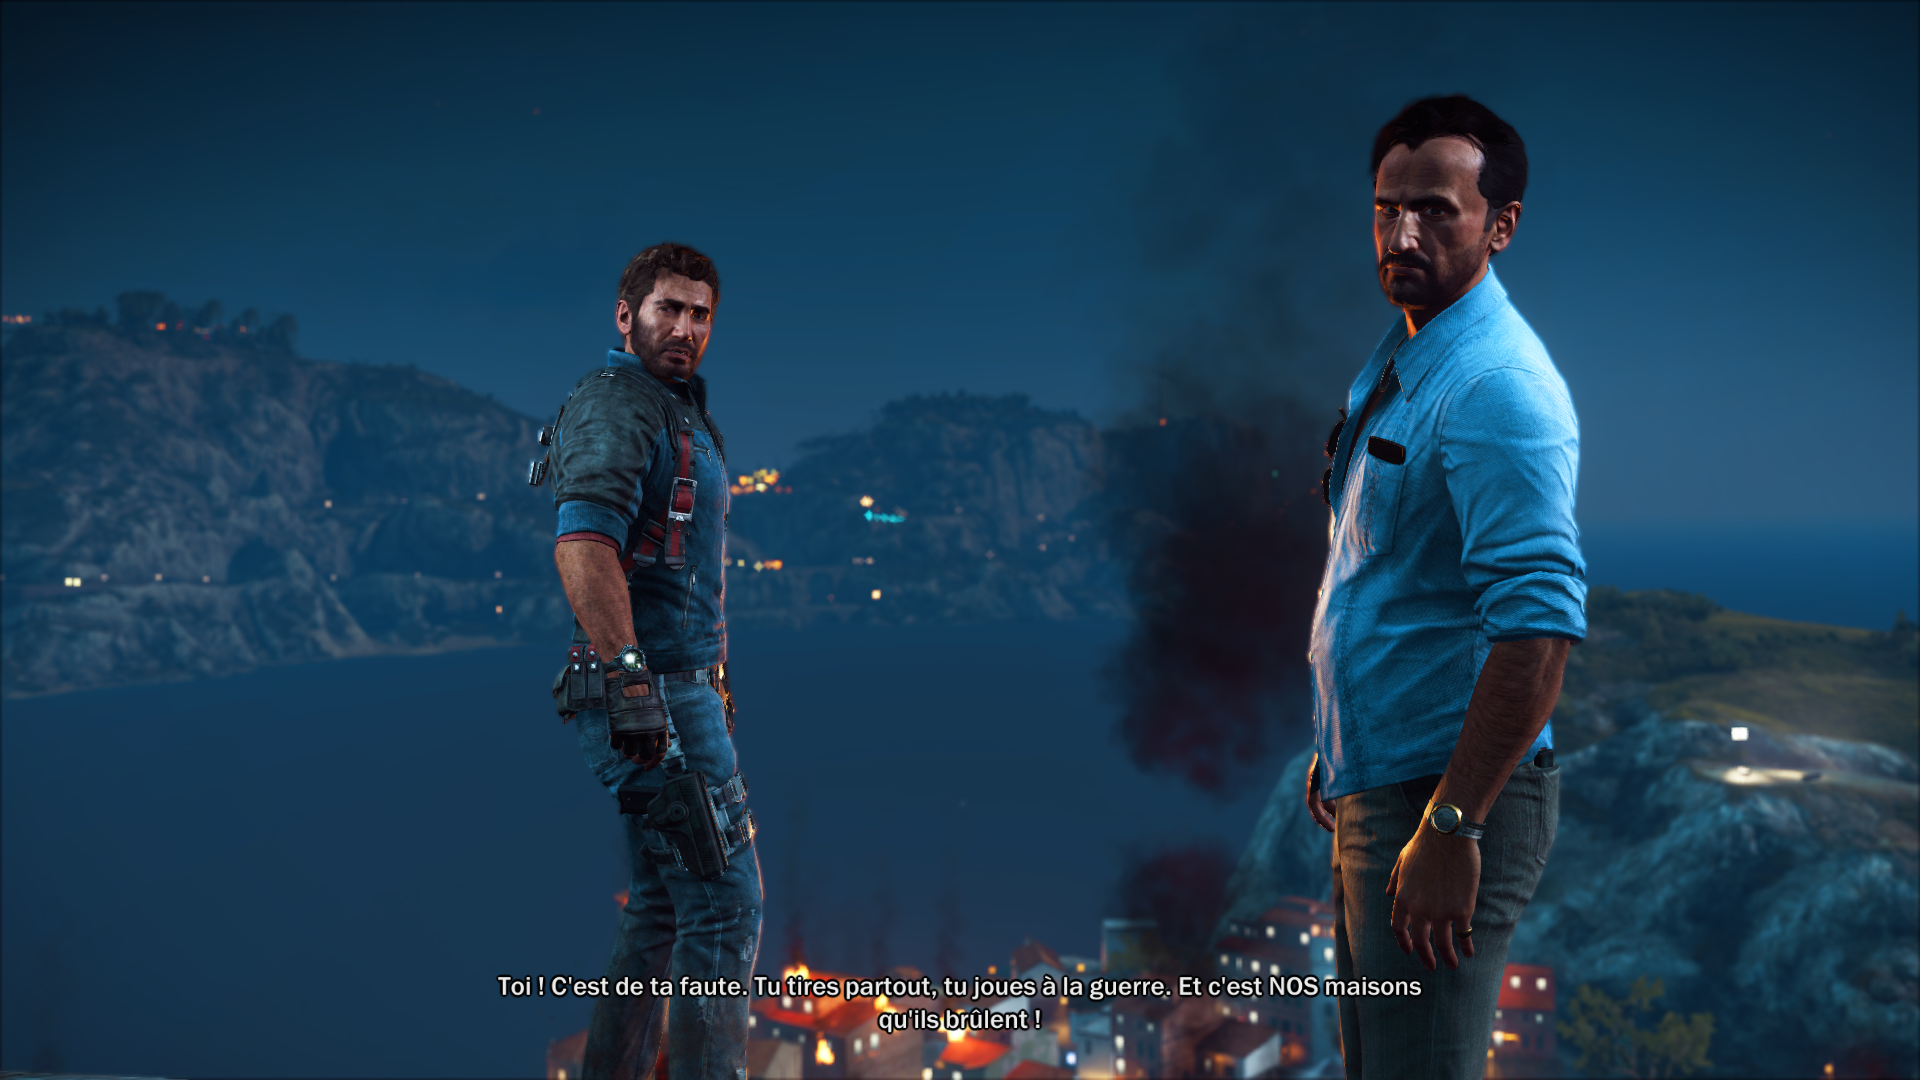 Toi ! C'est de ta faute. Tu tires partout, tu joues à la guerre. Et c'est NOS maisons
qu'ils brûlent !